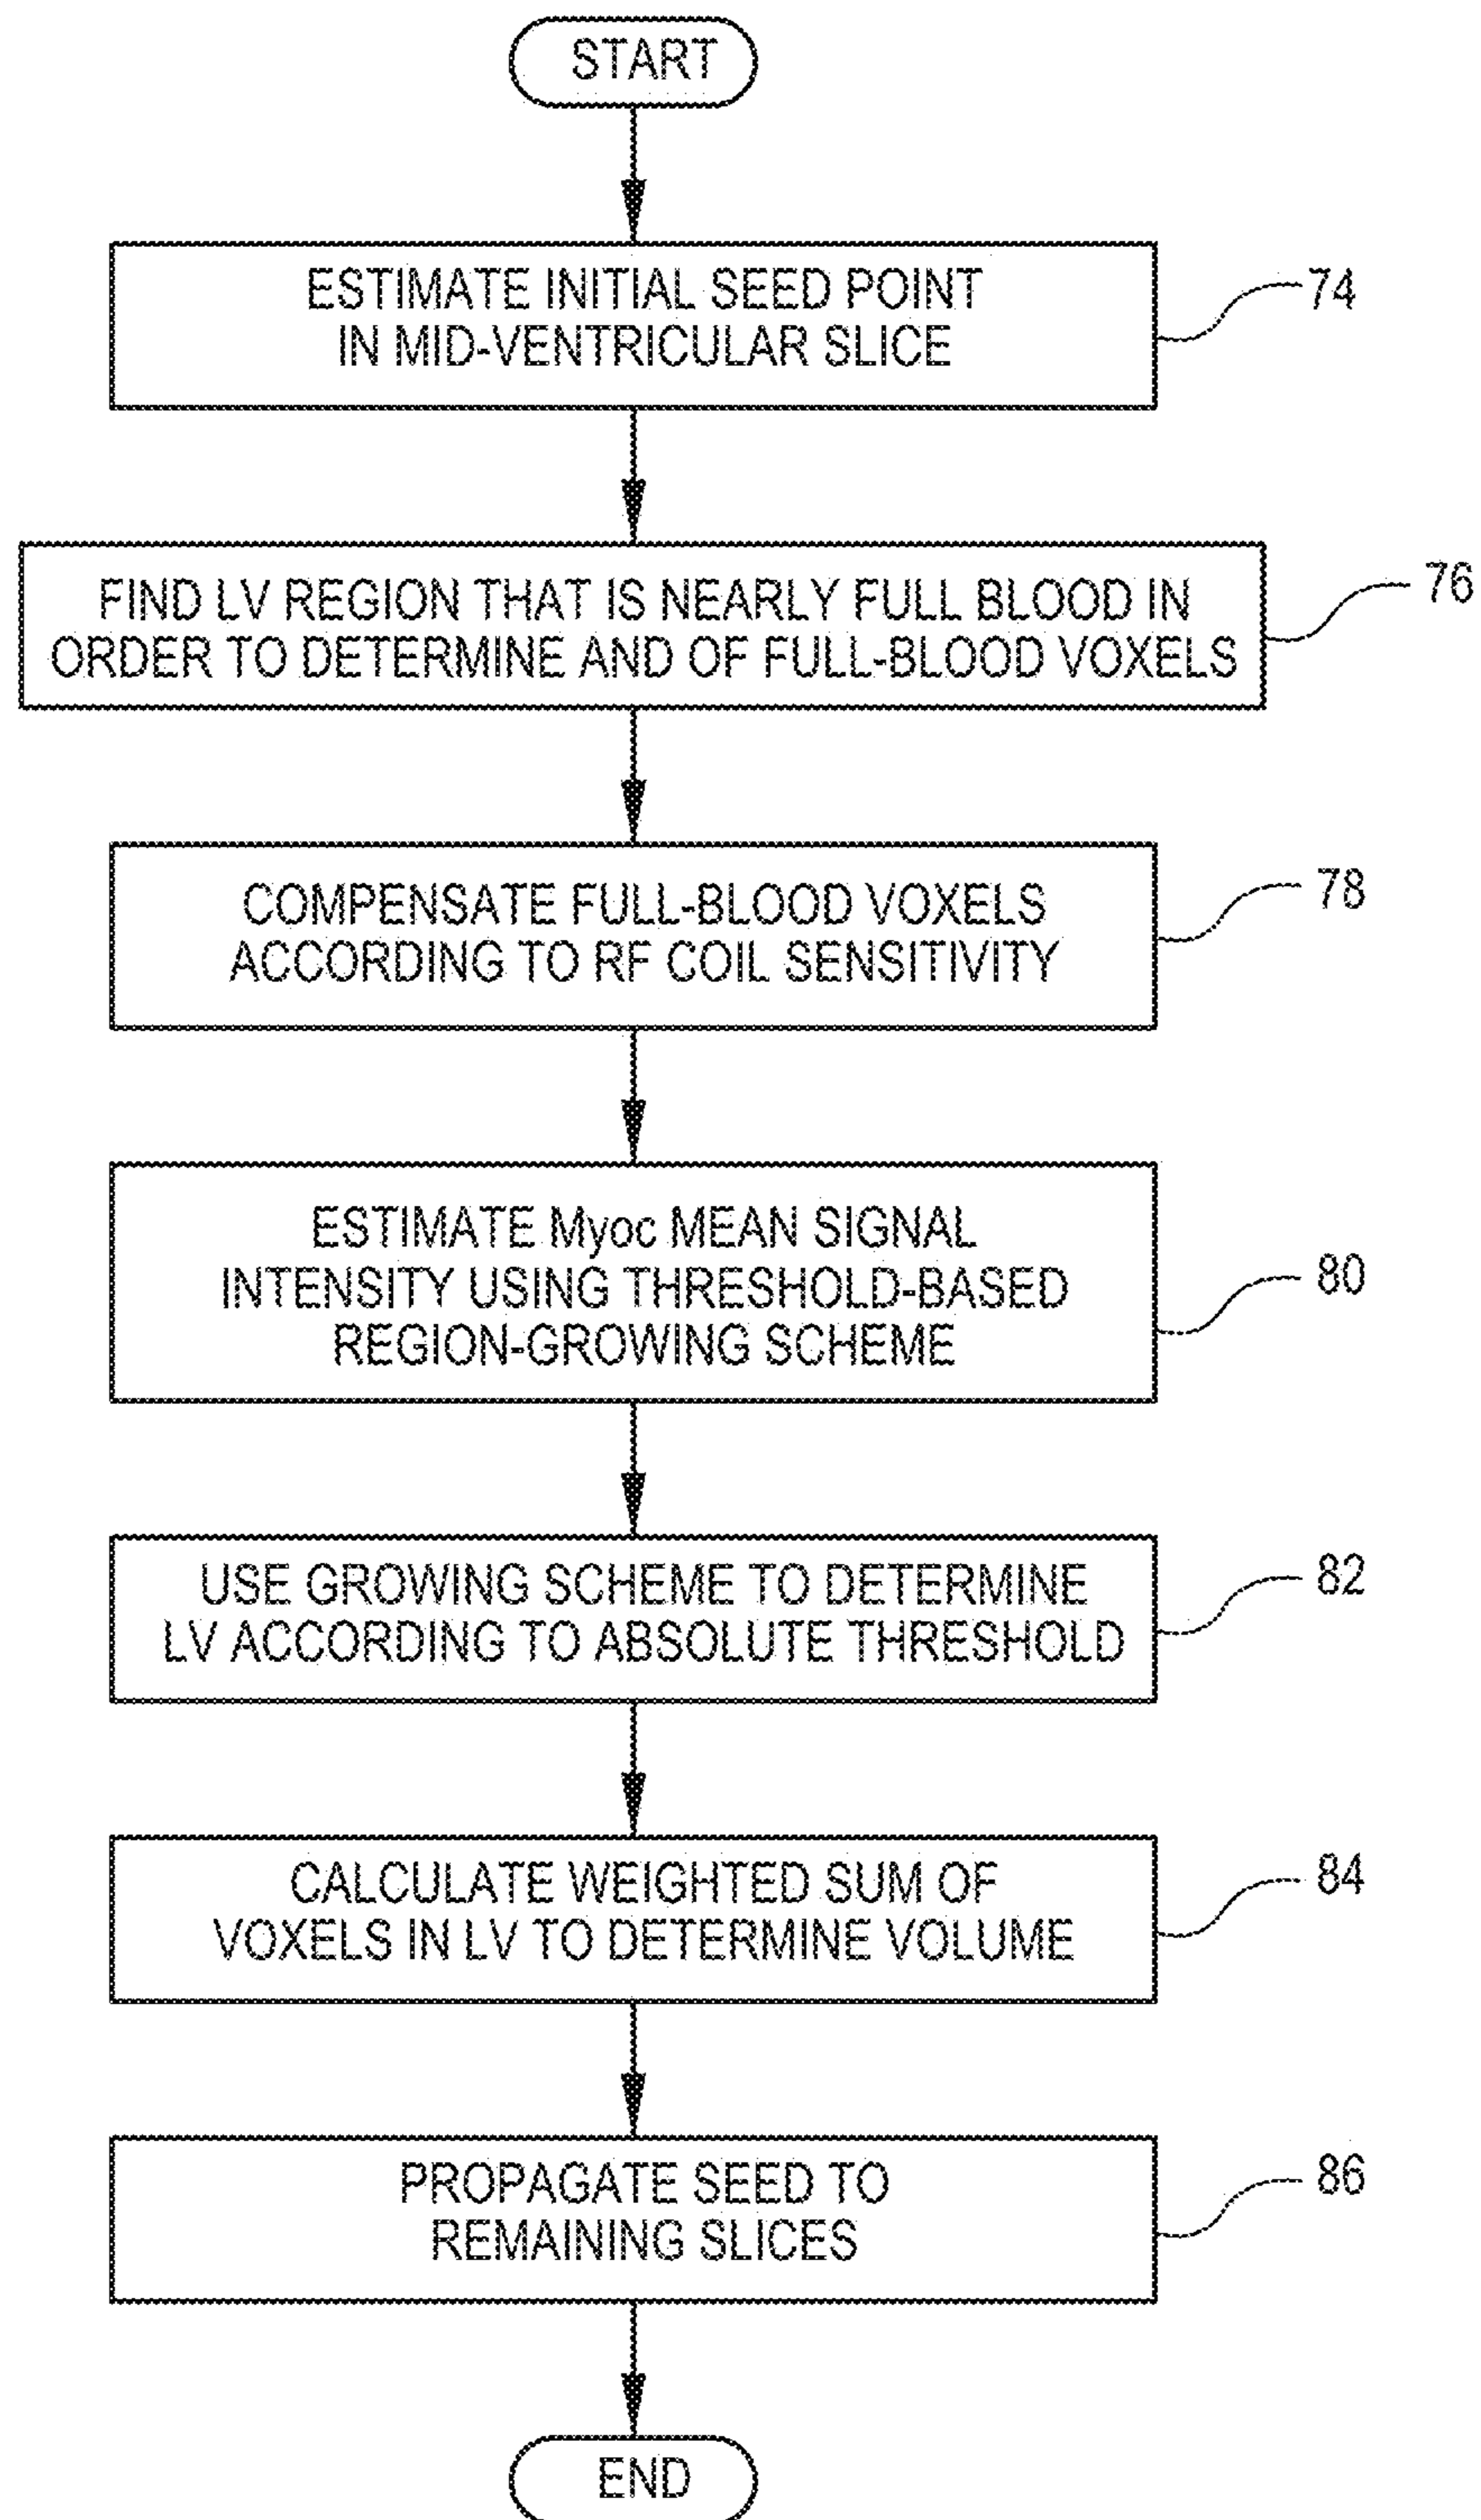 START
ESTIMATE INITIAL SEED POINT
IN MID-VENTRICULAR SLICE
74
FIND LV REGION THAT IS NEARLY FULL BLOOD IN
ORDER TO DETERMINE AND OF FULL-BLOOD VOXELS
76
COMPENSATE FULL-BLOOD VOXELS
ACCORDING TO RF COIL SENSITIVITY
78
ESTIMATE Myoc MEAN SIGNAL
INTENSITY USING THRESHOLD-BASED
REGION-GROWING SCHEME
80
USE GROWING SCHEME TO DETERMINE
LV ACCORDING TO ABSOLUTE THRESHOLD
82
CALCULATE WEIGHTED SUM OF
VOXELS IN LV TO DETERMINE VOLUME
84
PROPAGATE SEED TO
REMAINING SLICES
86
END